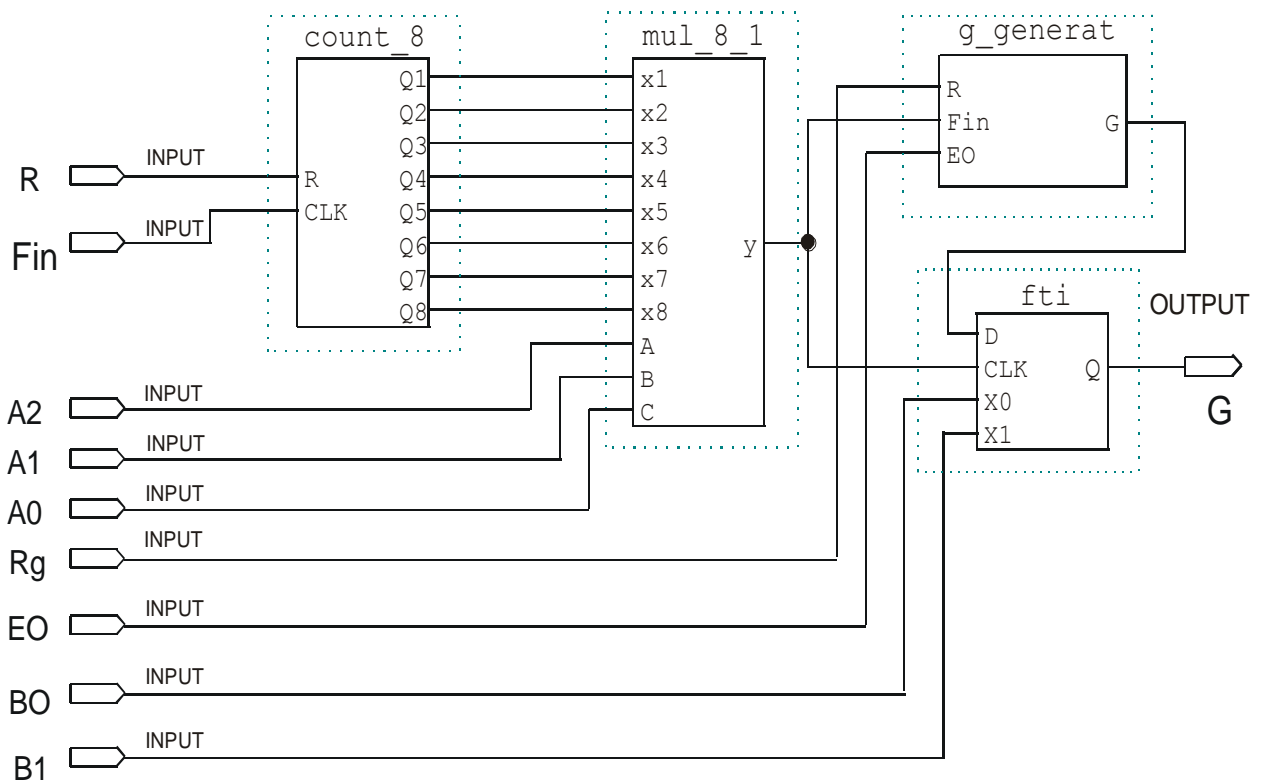 count_8
mul_8_1
g_generat
Q1
Q2
Q3
Q4
Q5
Q6
Q7
Q8
R
CLK
x1
x2
x3
x4
x5
x6
x7
x8
A
B
C
y
R
Fin
EO
G
fti
D
CLK
X0
X1
Q
OUTPUT
G
R
INPUT
Fin
INPUT
A2
INPUT
A1
INPUT
A0
INPUT
Rg
INPUT
EO
INPUT
BO
INPUT
B1
INPUT